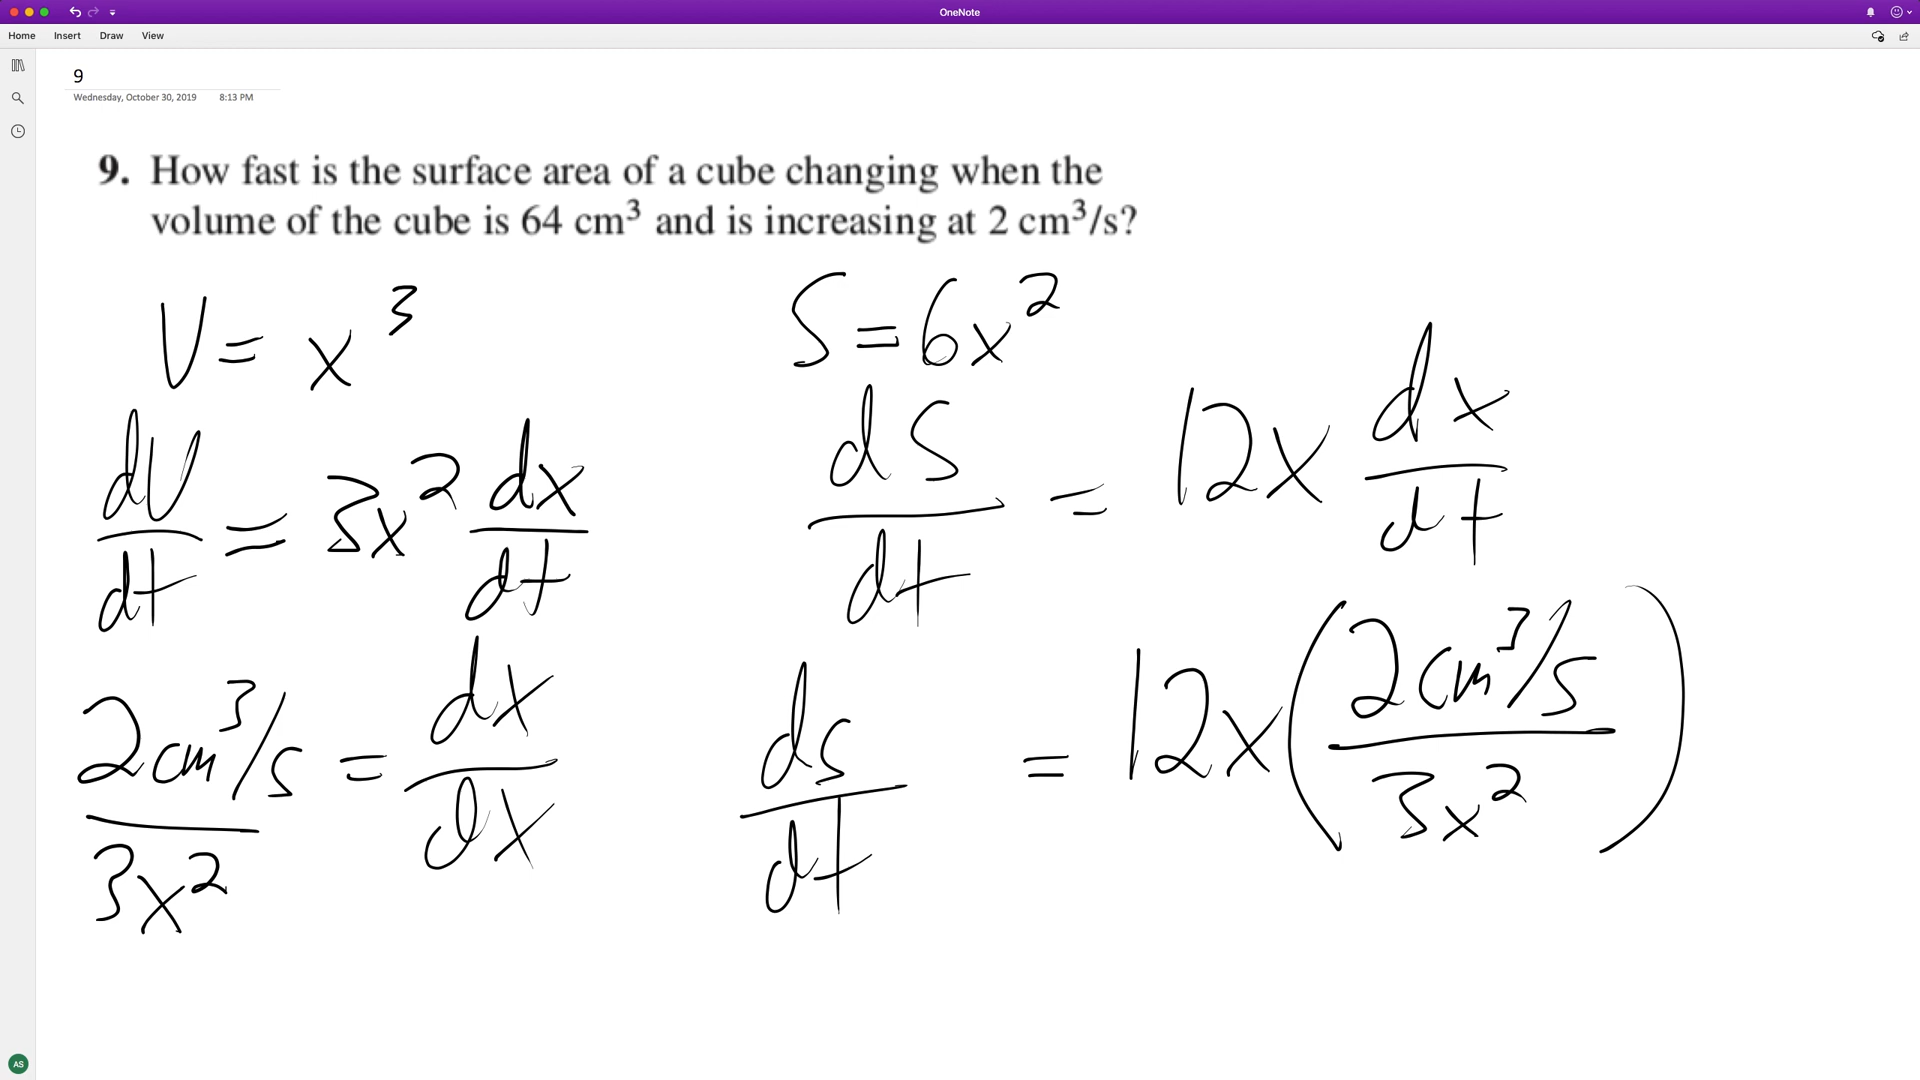 OneNote
Home Insert Draw View
9
Wednesday, October 30, 2019 8:13 PM
9. How fast is the surface area of a cube changing when the
volume of the cube is 64 cm³ and is increasing at 2 cm³/s?
V = x³
S = 6x²
dV/dt = 3x² dx/dt
dS/dt = 12x dx/dt
2cm³/s / 3x² = dx/dx
ds/dt = 12x (2cm³/s / 3x²)
AS